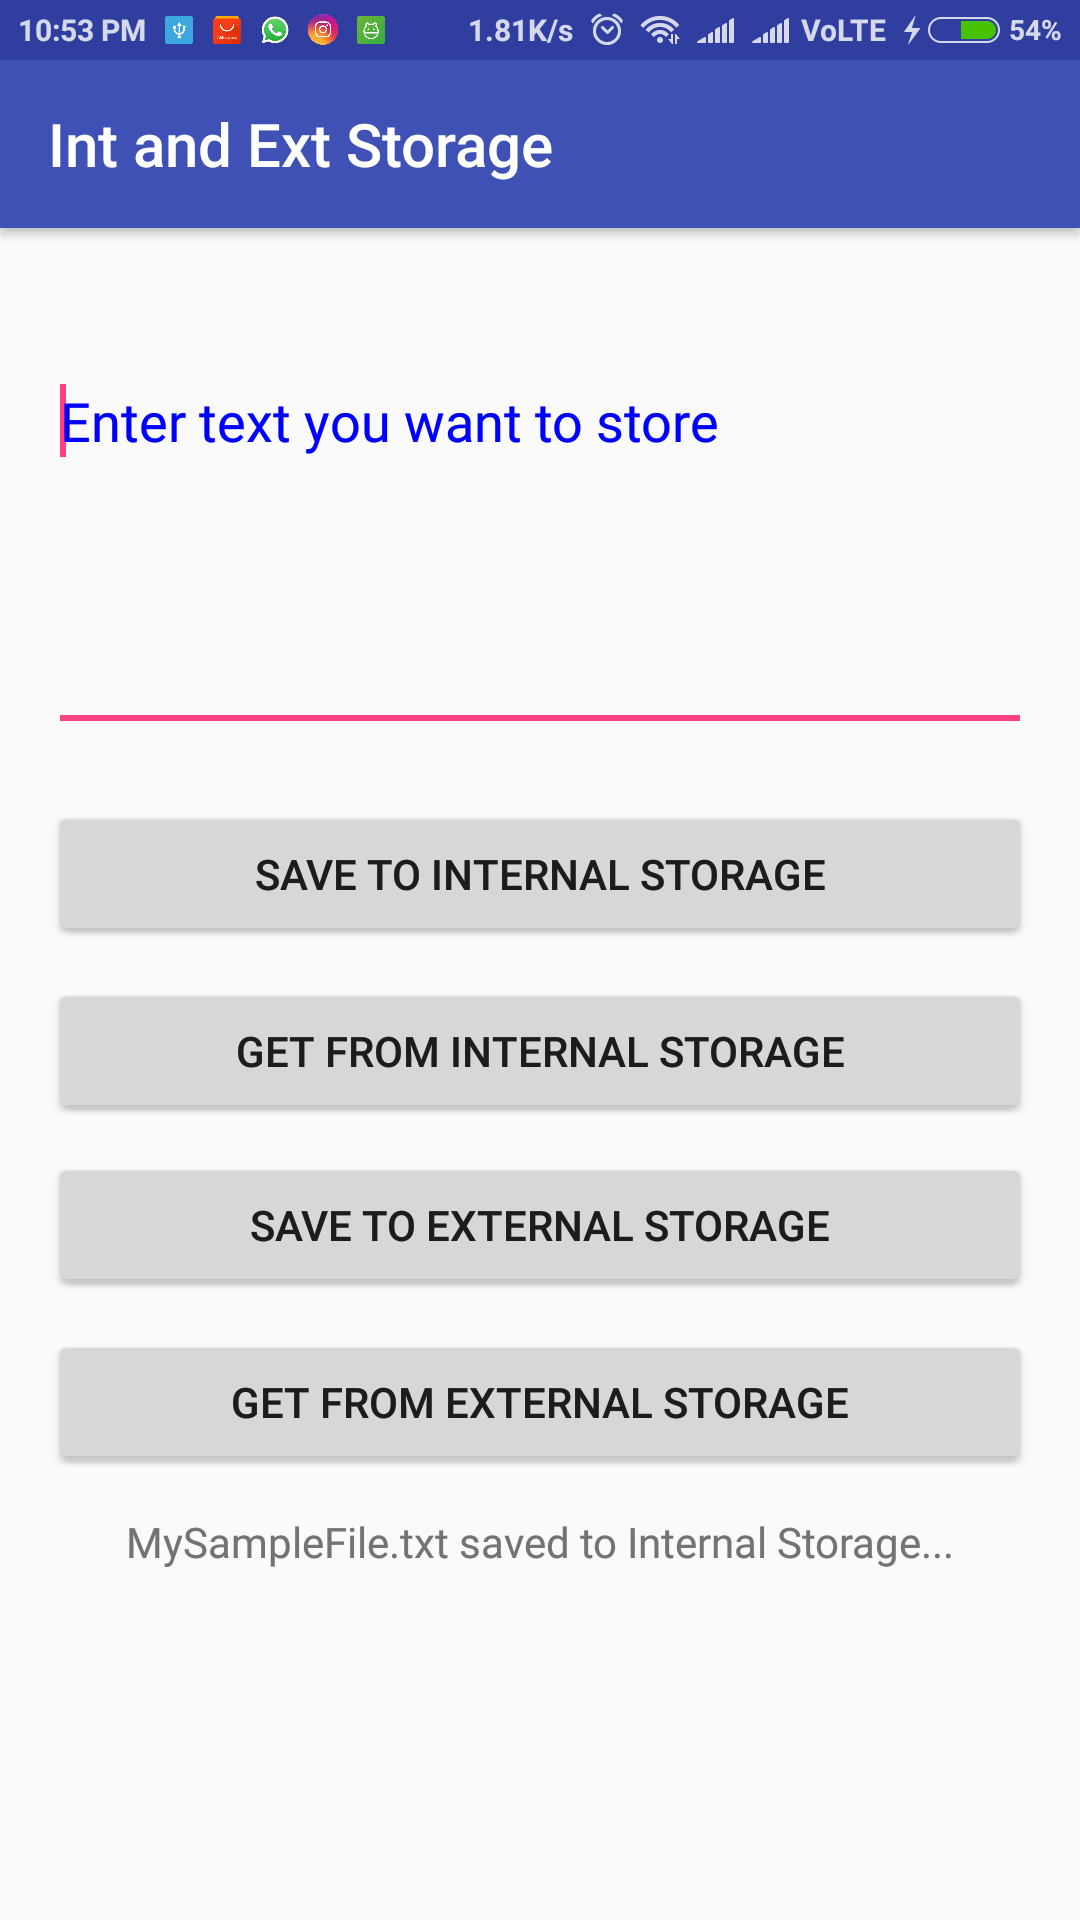 10:53 PM 1.81K/s VoLTE 54%
Int and Ext Storage
Enter text you want to store
SAVE TO INTERNAL STORAGE
GET FROM INTERNAL STORAGE
SAVE TO EXTERNAL STORAGE
GET FROM EXTERNAL STORAGE
MySampleFile.txt saved to Internal Storage...